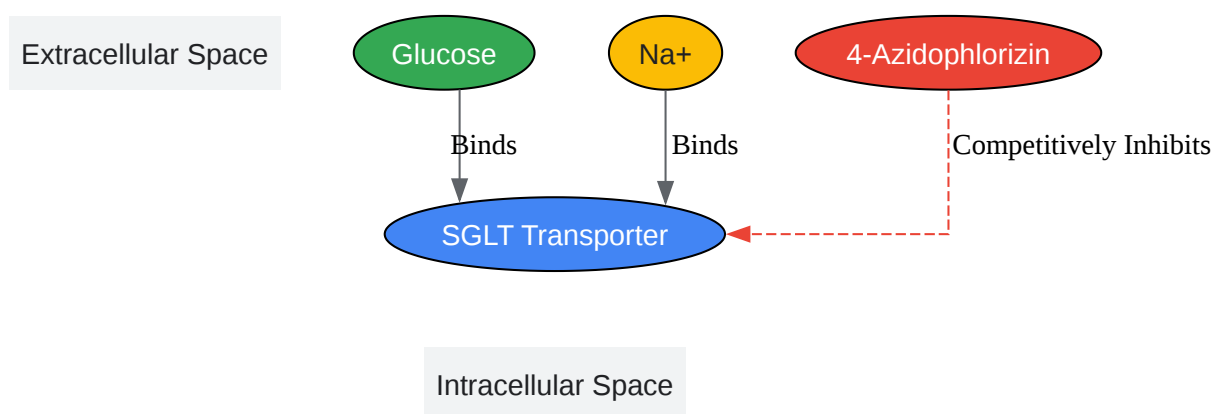 Extracellular Space
Glucose
Na+
4-Azidophlorizin
Binds
Binds
Competitively Inhibits
SGLT Transporter
Intracellular Space